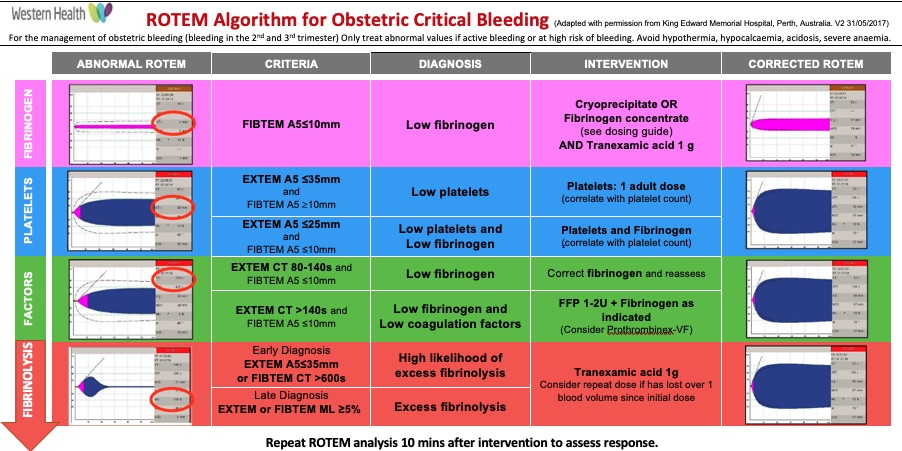 Western Health
ROTEM Algorithm for Obstetric Critical Bleeding (Adapted with permission from King Edward Memorial Hospital, Perth, Australia. V2 31/05/2017)
For the management of obstetric bleeding (bleeding in the 2nd and 3rd trimester) Only treat abnormal values if active bleeding or at high risk of bleeding. Avoid hypothermia, hypocalcaemia, acidosis, severe anaemia.
ABNORMAL ROTEM CRITERIA DIAGNOSIS INTERVENTION CORRECTED ROTEM
FIBRINOGEN
FIBTEM A5≤10mm
Low fibrinogen
Cryoprecipitate OR
Fibrinogen concentrate
(see dosing guide)
AND Tranexamic acid 1 g
PLATELETS
EXTEM A5 ≤35mm
and
FIBTEM A5 ≥10mm
Low platelets
Platelets: 1 adult dose
(correlate with platelet count)
EXTEM A5 ≤25mm
and
FIBTEM A5 ≤10mm
Low platelets and
Low fibrinogen
Platelets and Fibrinogen
(correlate with platelet count)
FACTORS
EXTEM CT 80-140s and
FIBTEM A5 ≤10mm
Low fibrinogen
Correct fibrinogen and reassess
EXTEM CT >140s and
FIBTEM A5 ≤10mm
Low fibrinogen and
Low coagulation factors
FFP 1-2U + Fibrinogen as
indicated
(Consider Prothrombinex-VF)
FIBRINOLYSIS
Early Diagnosis
EXTEM A5≤35mm
or FIBTEM CT >600s
High likelihood of
excess fibrinolysis
Tranexamic acid 1g
Consider repeat dose if has lost over 1
blood volume since initial dose
Late Diagnosis
EXTEM or FIBTEM ML ≥5%
Excess fibrinolysis
Repeat ROTEM analysis 10 mins after intervention to assess response.